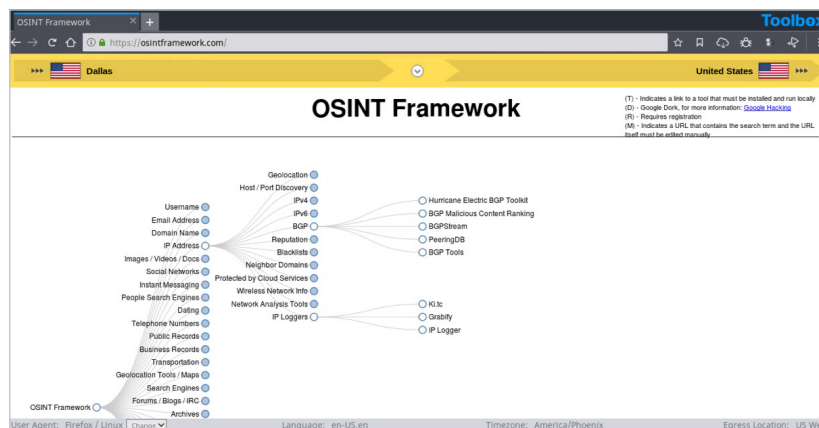 OSINT Framework
Toolbox
https://osintframework.com/
Dallas
United States
OSINT Framework
(T) - Indicates a link to a tool that must be installed and run locally
(D) - Google Dork, for more information: Google Hacking
(R) - Requires registration
(M) - Indicates a URL that contains the search term and the URL
itself must be edited manually
Geolocation
Host / Port Discovery
IPv4
IPv6
BGP
Reputation
Blacklists
Neighbor Domains
Protected by Cloud Services
Wireless Network Info
Network Analysis Tools
IP Loggers
Hurricane Electric BGP Toolkit
BGP Malicious Content Ranking
BGPStream
PeeringDB
BGP Tools
Ki.tc
Grabify
IP Logger
Username
Email Address
Domain Name
IP Address
Images / Videos / Docs
Social Networks
Instant Messaging
People Search Engines
Dating
Telephone Numbers
Public Records
Business Records
Transportation
Geolocation Tools / Maps
Search Engines
Forums / Blogs / IRC
Archives
OSINT Framework
User Agent: Firefox / Linux Change
Language: en-US,en
Timezone: America/Phoenix
Egress Location: US We